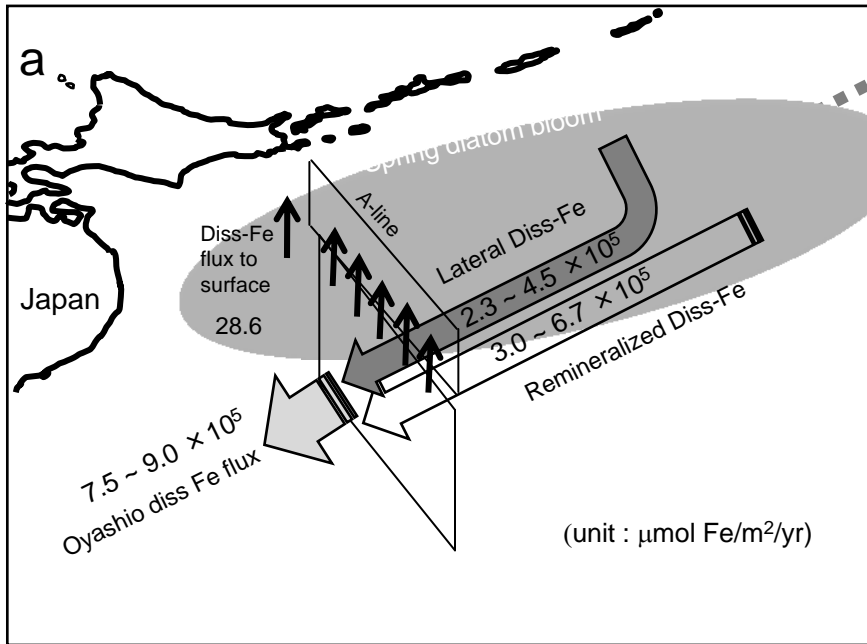 a
Spring diatom bloom
A-line
Diss-Fe
flux to
surface
28.6
Japan
Lateral Diss-Fe
2.3 ~ 4.5 × 10⁵
3.0 ~ 6.7 × 10⁵
Remineralized Diss-Fe
7.5 ~ 9.0 × 10⁵
Oyashio diss Fe flux
(unit : μmol Fe/m²/yr)